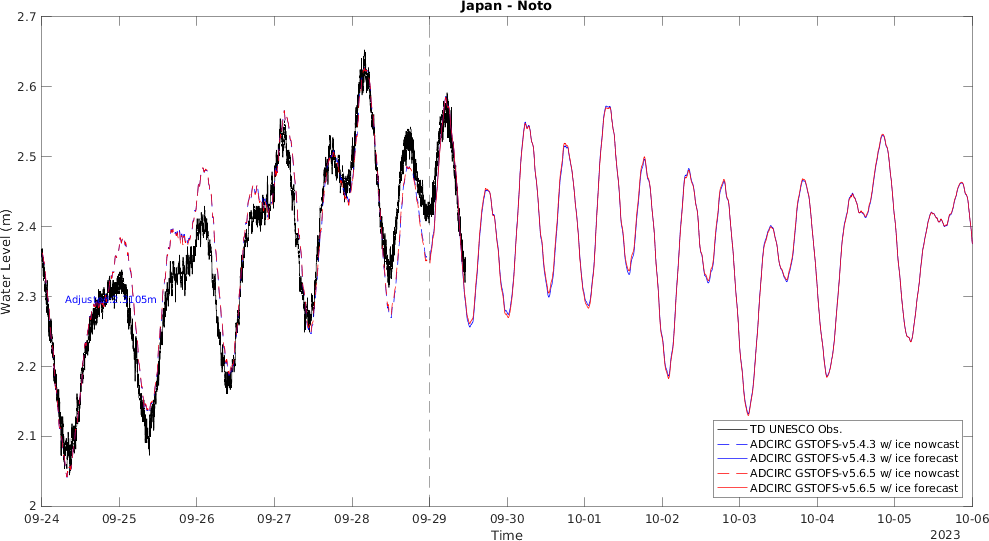 Japan - Noto
2.7
2.6
2.5
2.4
2.3
2.2
2.1
2
Water Level (m)
09-24
09-25
09-26
09-27
09-28
09-29
09-30
10-01
10-02
10-03
10-04
10-05
10-06
Time
2023
TD UNESCO Obs.
ADCIRC GSTOFS-v5.4.3 w/ ice nowcast
ADCIRC GSTOFS-v5.4.3 w/ ice forecast
ADCIRC GSTOFS-v5.6.5 w/ ice nowcast
ADCIRC GSTOFS-v5.6.5 w/ ice forecast